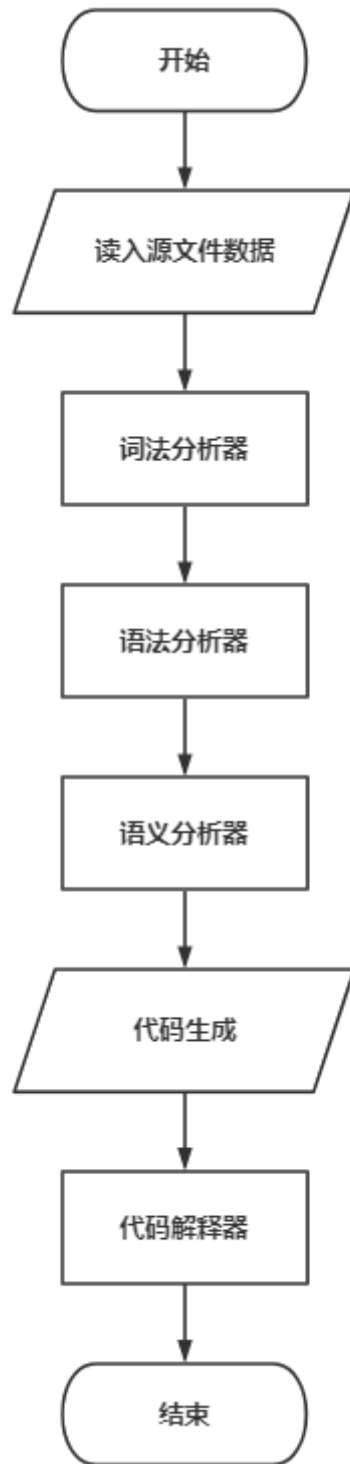 开始
读入源文件数据
词法分析器
语法分析器
语义分析器
代码生成
代码解释器
结束